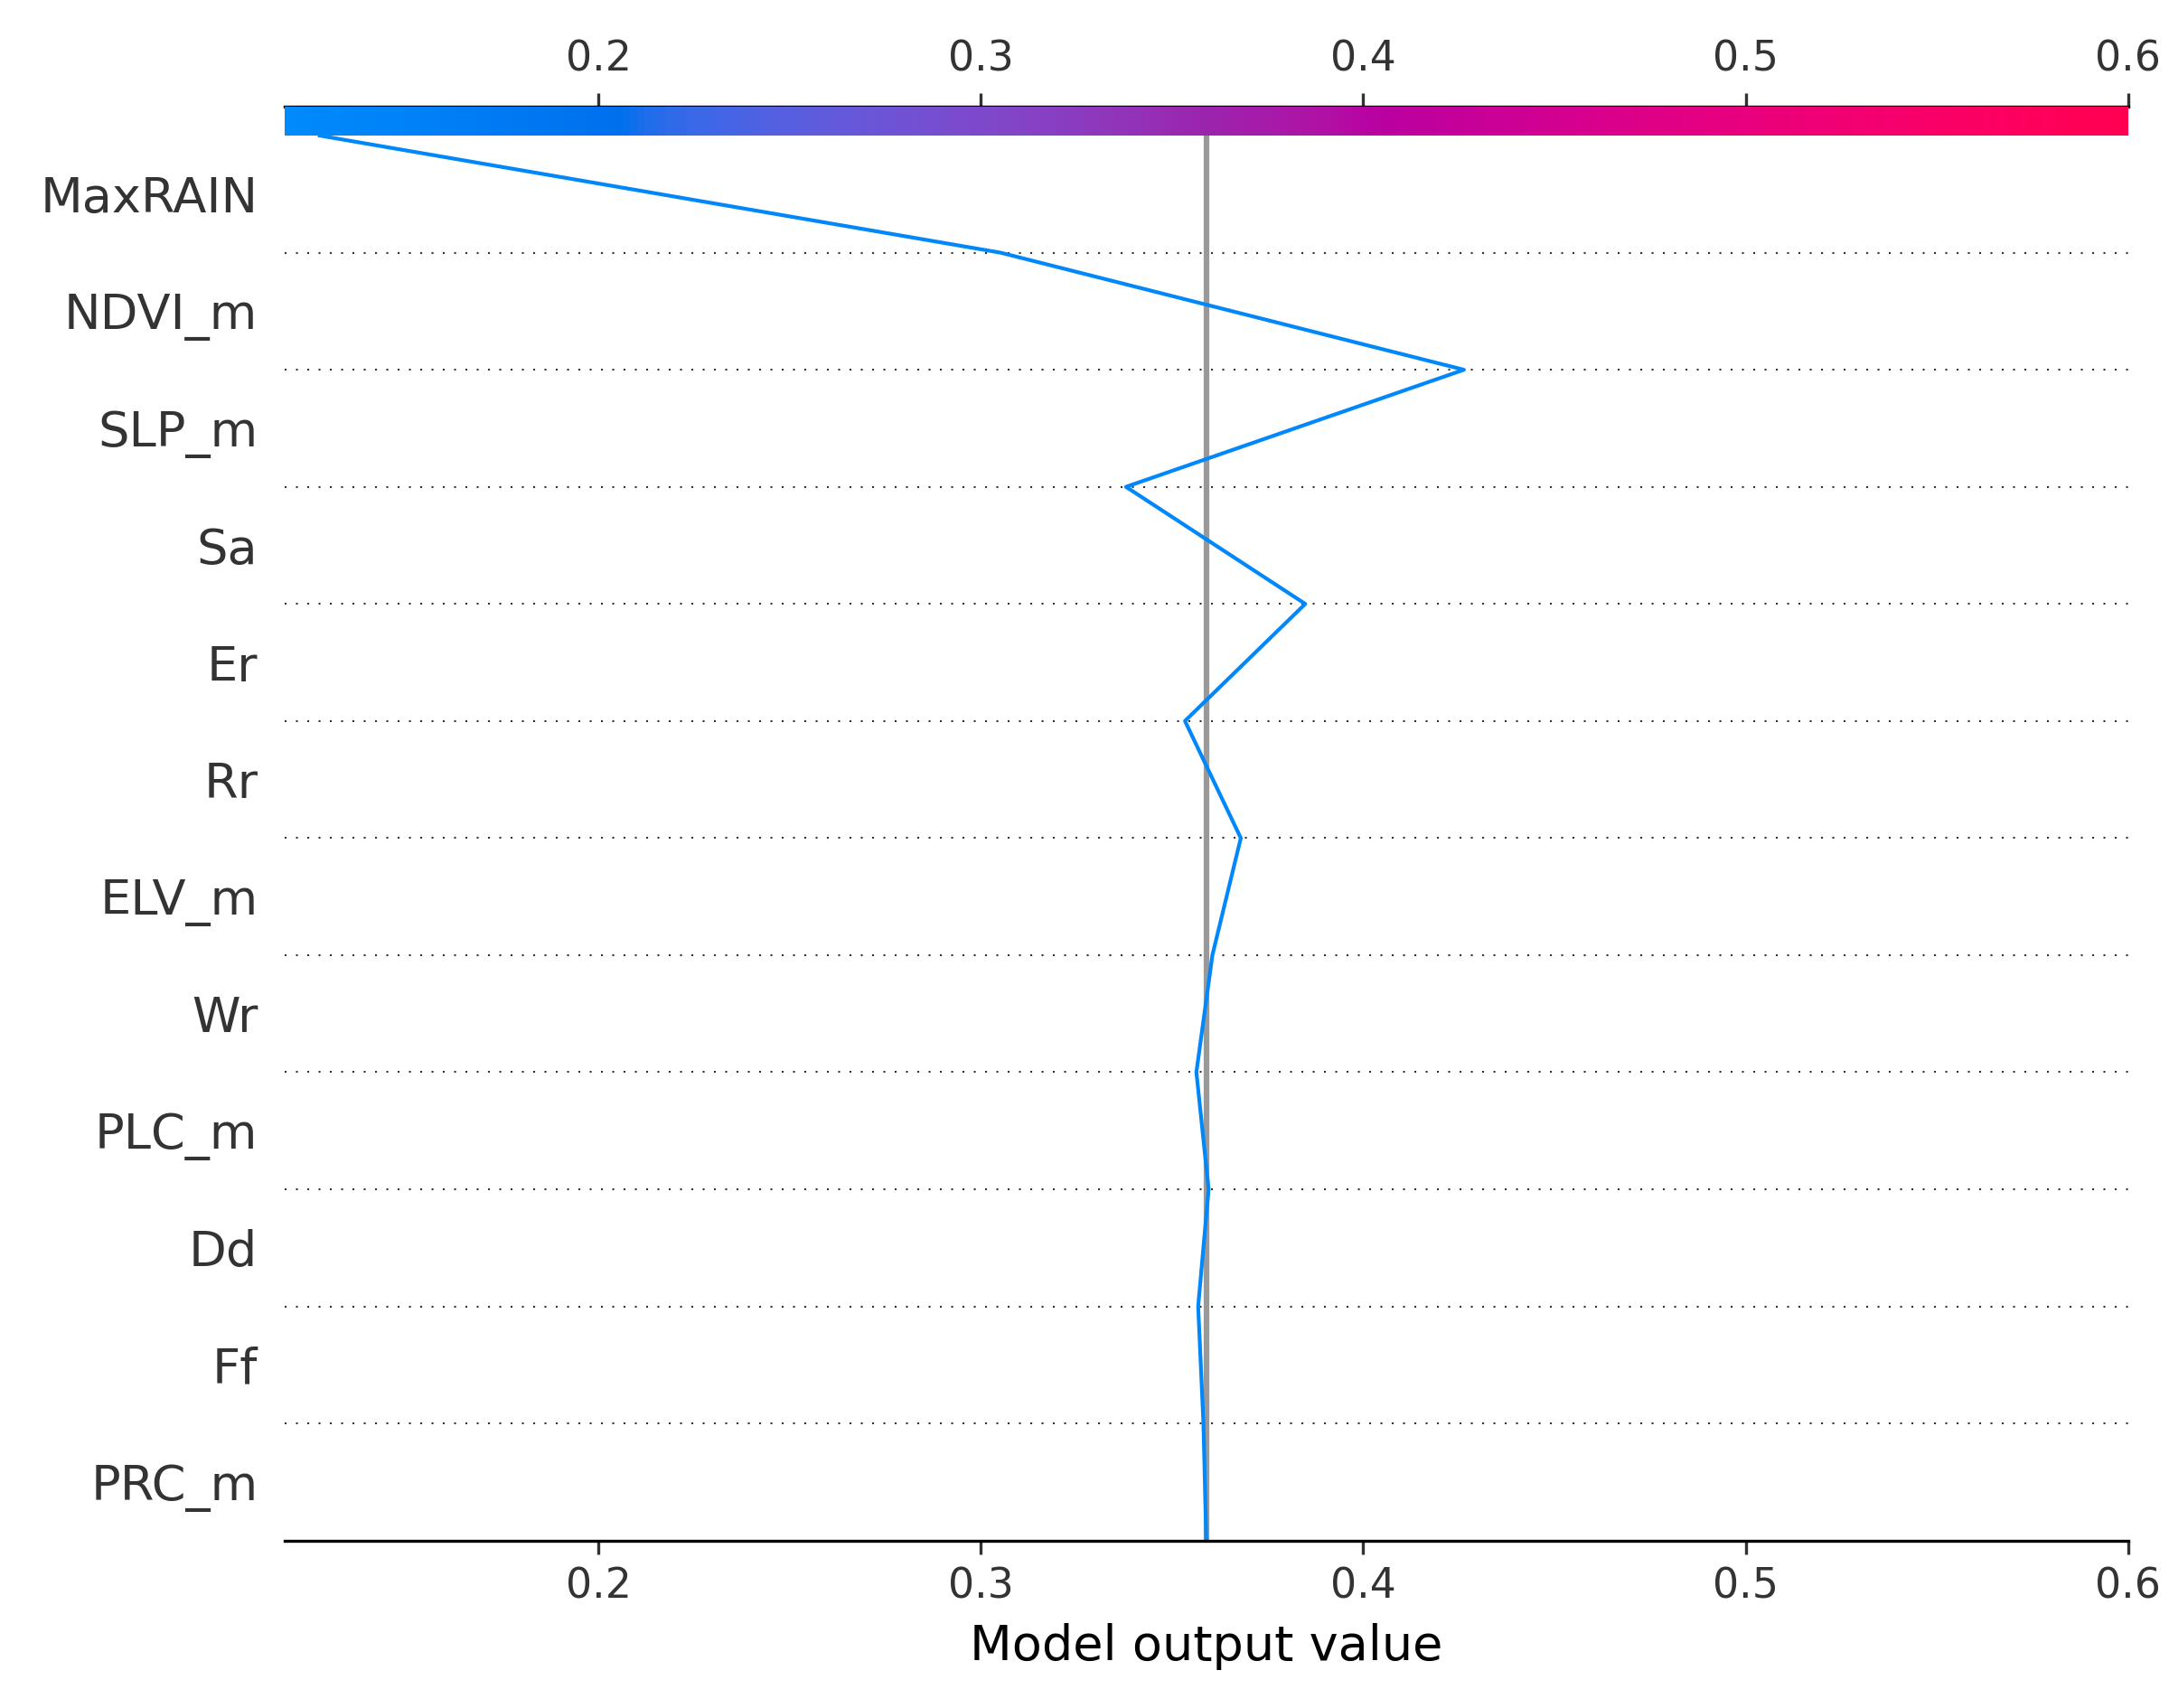 0.2 0.3 0.4 0.5 0.6
MaxRAIN
NDVI_m
SLP_m
Sa
Er
Rr
ELV_m
Wr
PLC_m
Dd
Ff
PRC_m
0.2 0.3 0.4 0.5 0.6
Model output value